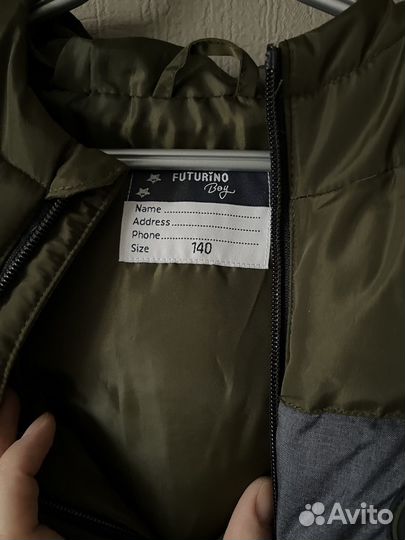 FUTURINO
Boy
Name ..............................
Address ..........................
Phone .............................
Size 140
Avito